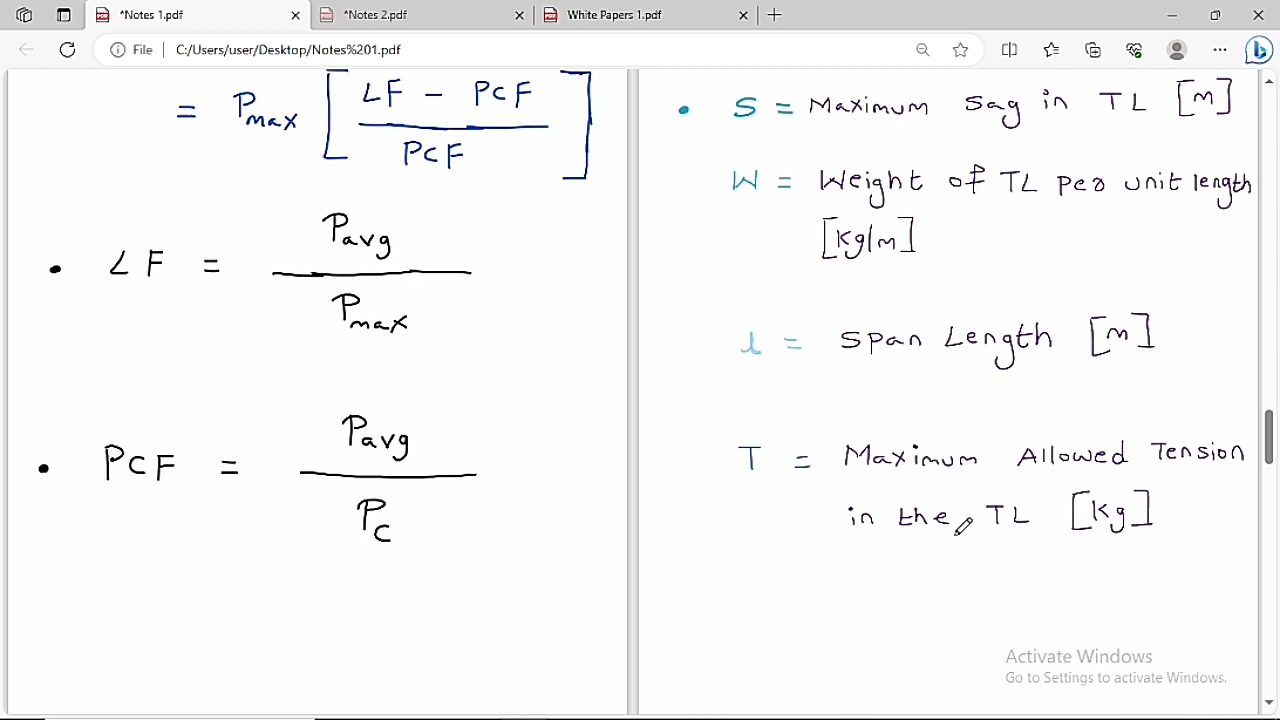 *Notes 1.pdf
*Notes 2.pdf
White Papers 1.pdf
File
C:/Users/user/Desktop/Notes%201.pdf
= Pmax [ LF - PCF / PCF ]
• LF = Pavg / Pmax
• PCF = Pavg / Pc
• S = Maximum Sag in TL [m]
W = Weight of TL per unit length
[kg/m]
l = Span Length [m]
T = Maximum Allowed Tension
in the TL [kg]
Activate Windows
Go to Settings to activate Windows.